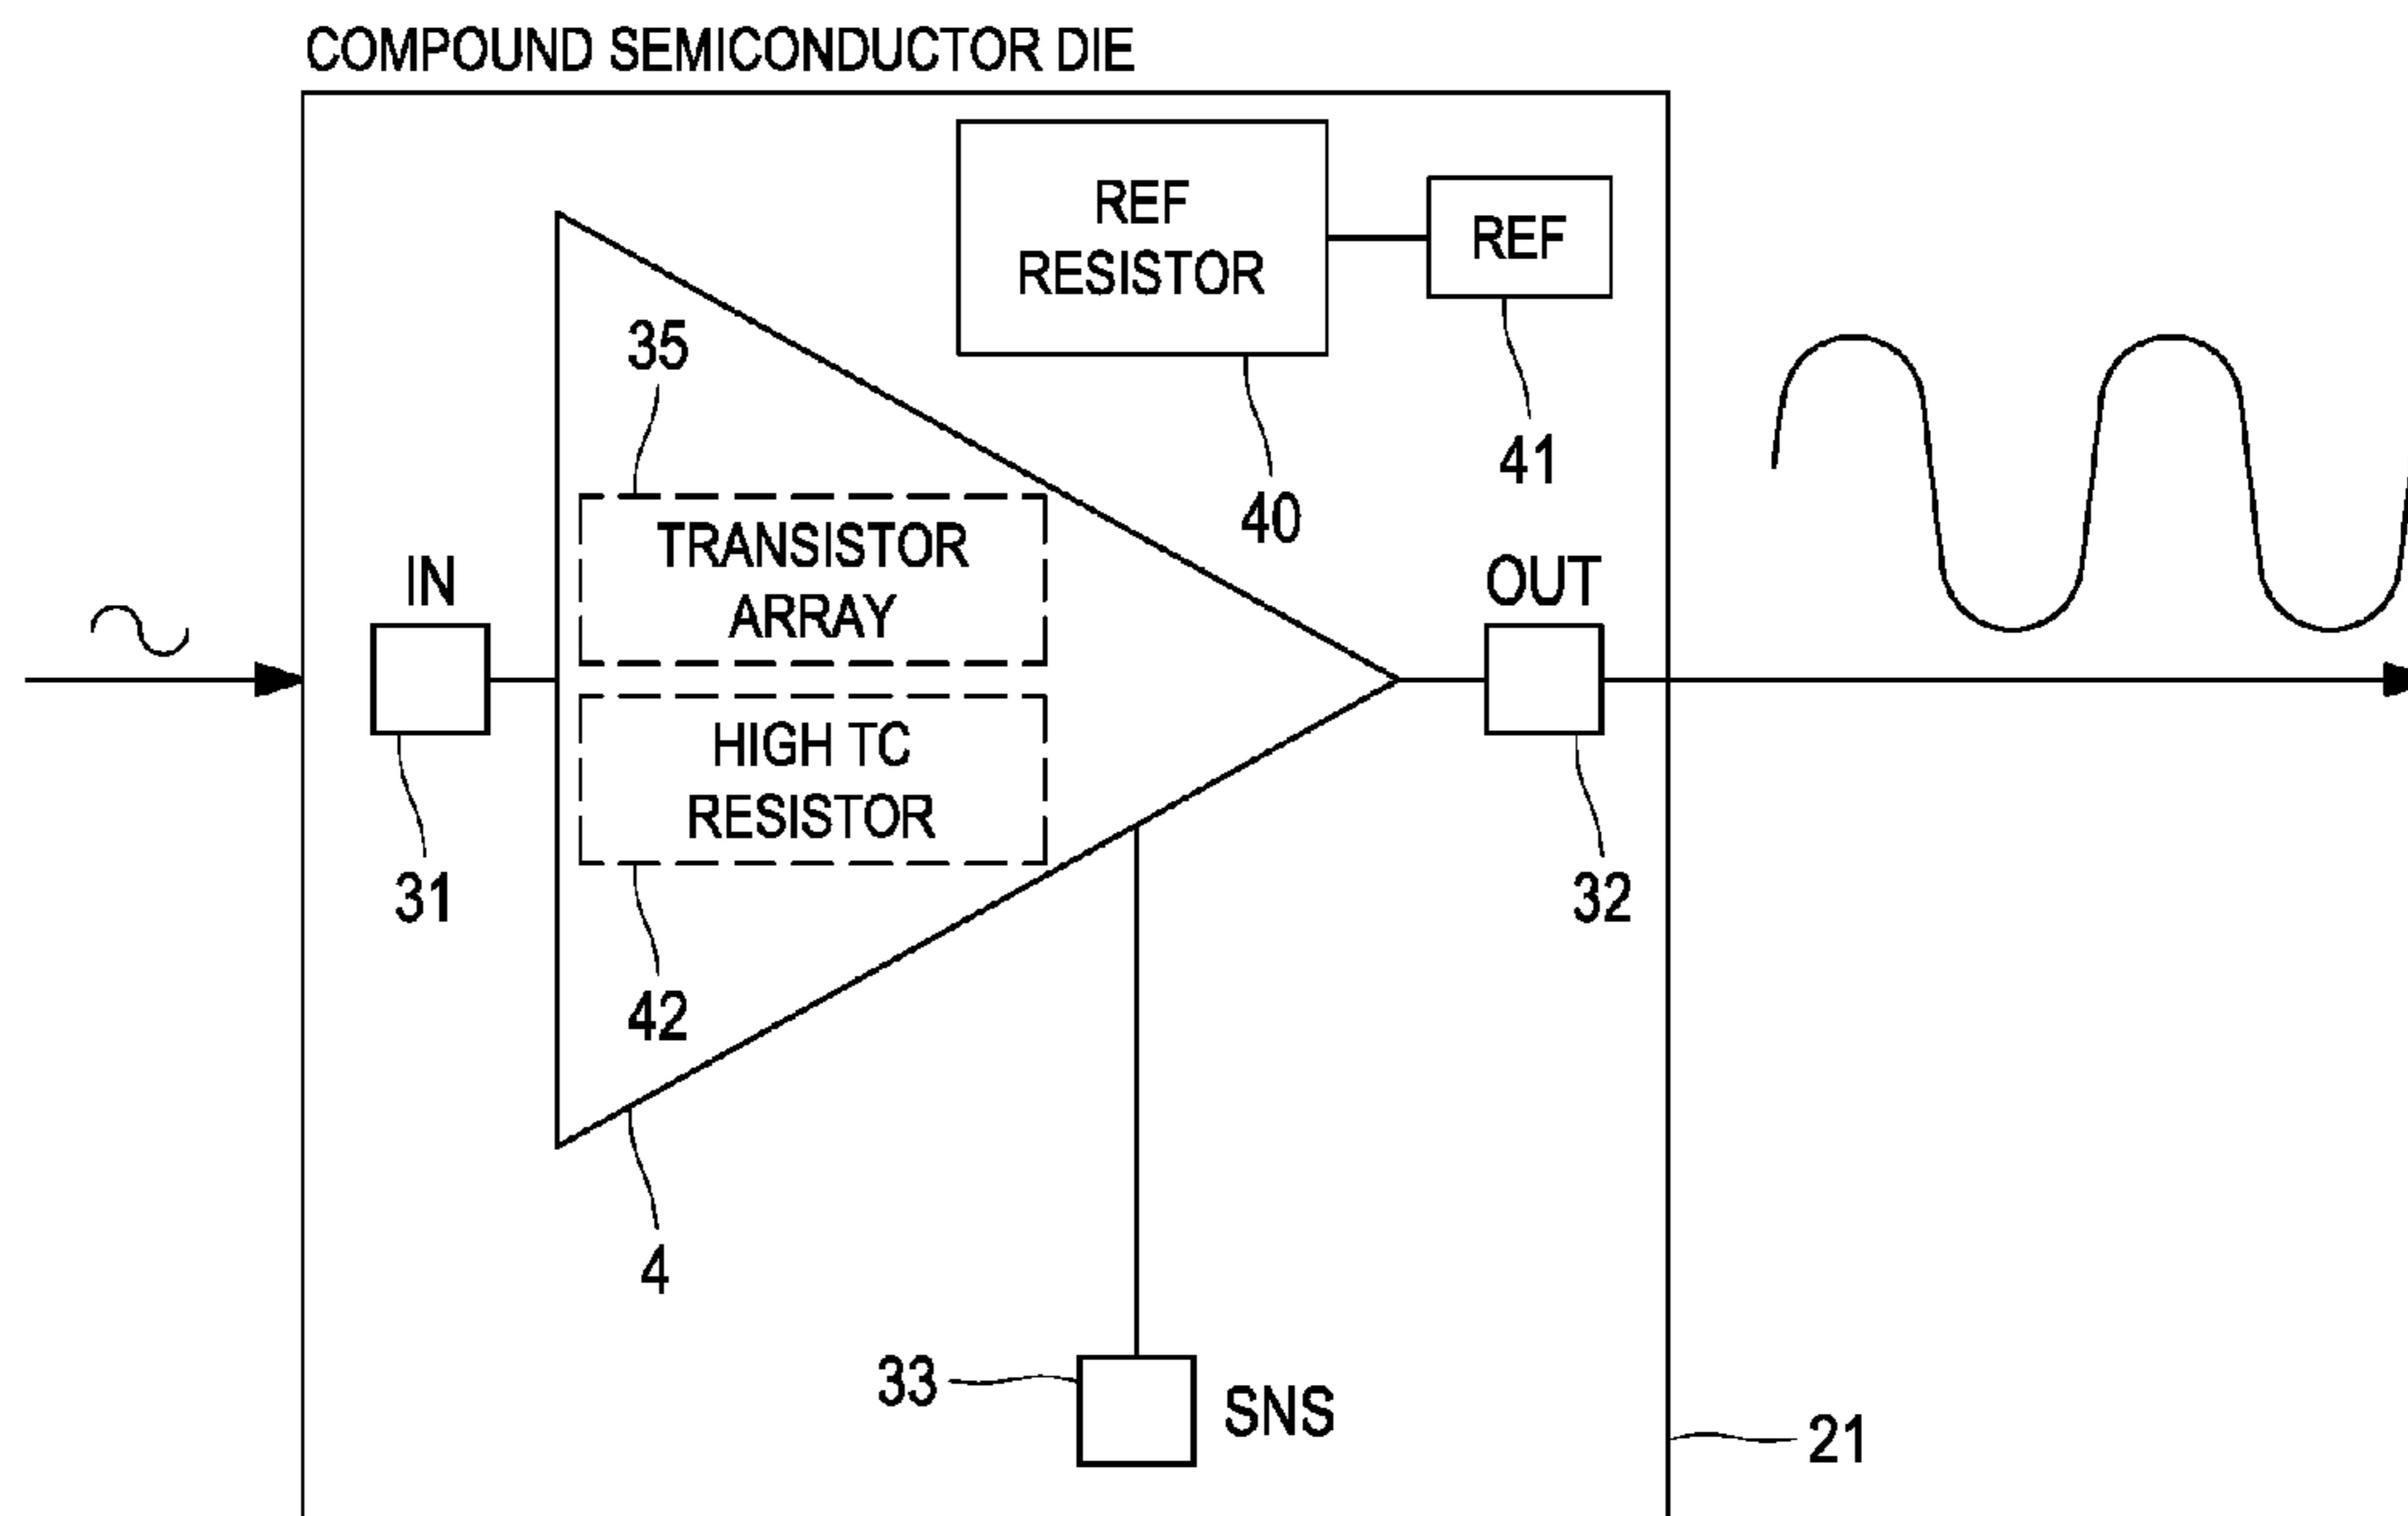 COMPOUND SEMICONDUCTOR DIE
REF
RESISTOR
REF
35
41
40
TRANSISTOR
ARRAY
IN
OUT
HIGH TC
RESISTOR
31
32
42
4
33
SNS
21